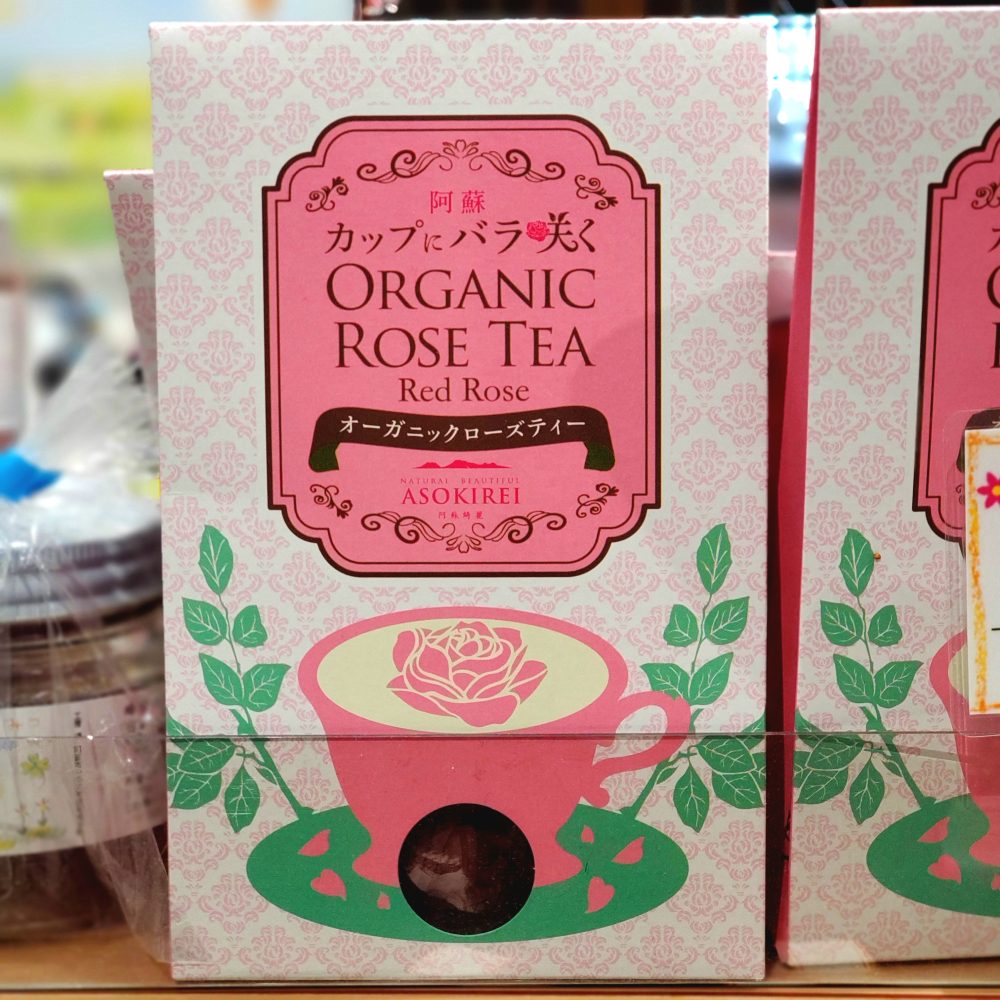 阿蘇
カップにバラ咲く
ORGANIC
ROSE TEA
Red Rose
オーガニックローズティー
NATURAL BEAUTIFUL
ASOKIREI
阿蘇綺麗